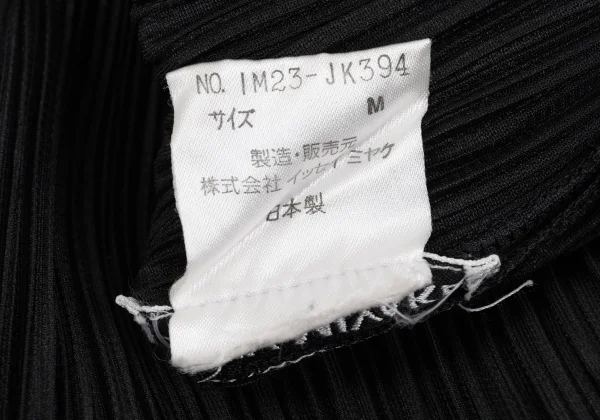 NO. IM23-JK394
サイズ M
製造・販売元
株式会社 イッセイ ミヤケ
日本製